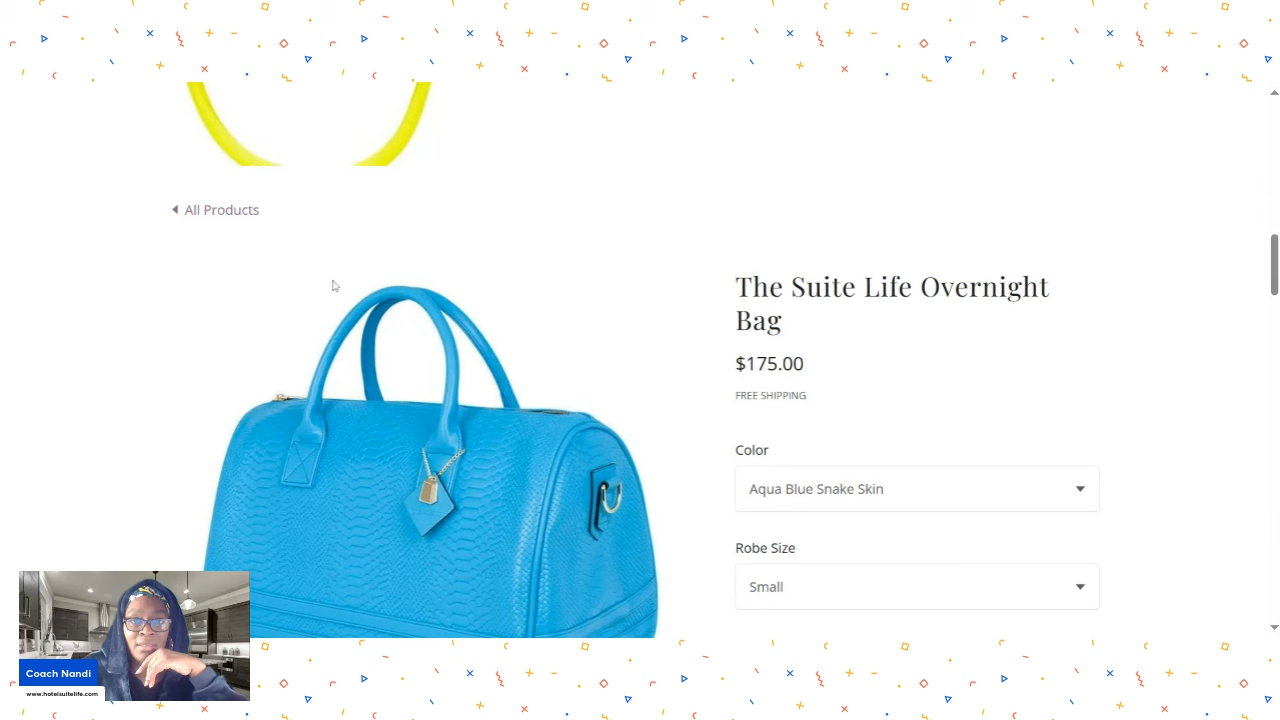 All Products
The Suite Life Overnight
Bag
$175.00
FREE SHIPPING
Color
Aqua Blue Snake Skin
Robe Size
Small
Coach Nandi
www.hotelsuitelife.com